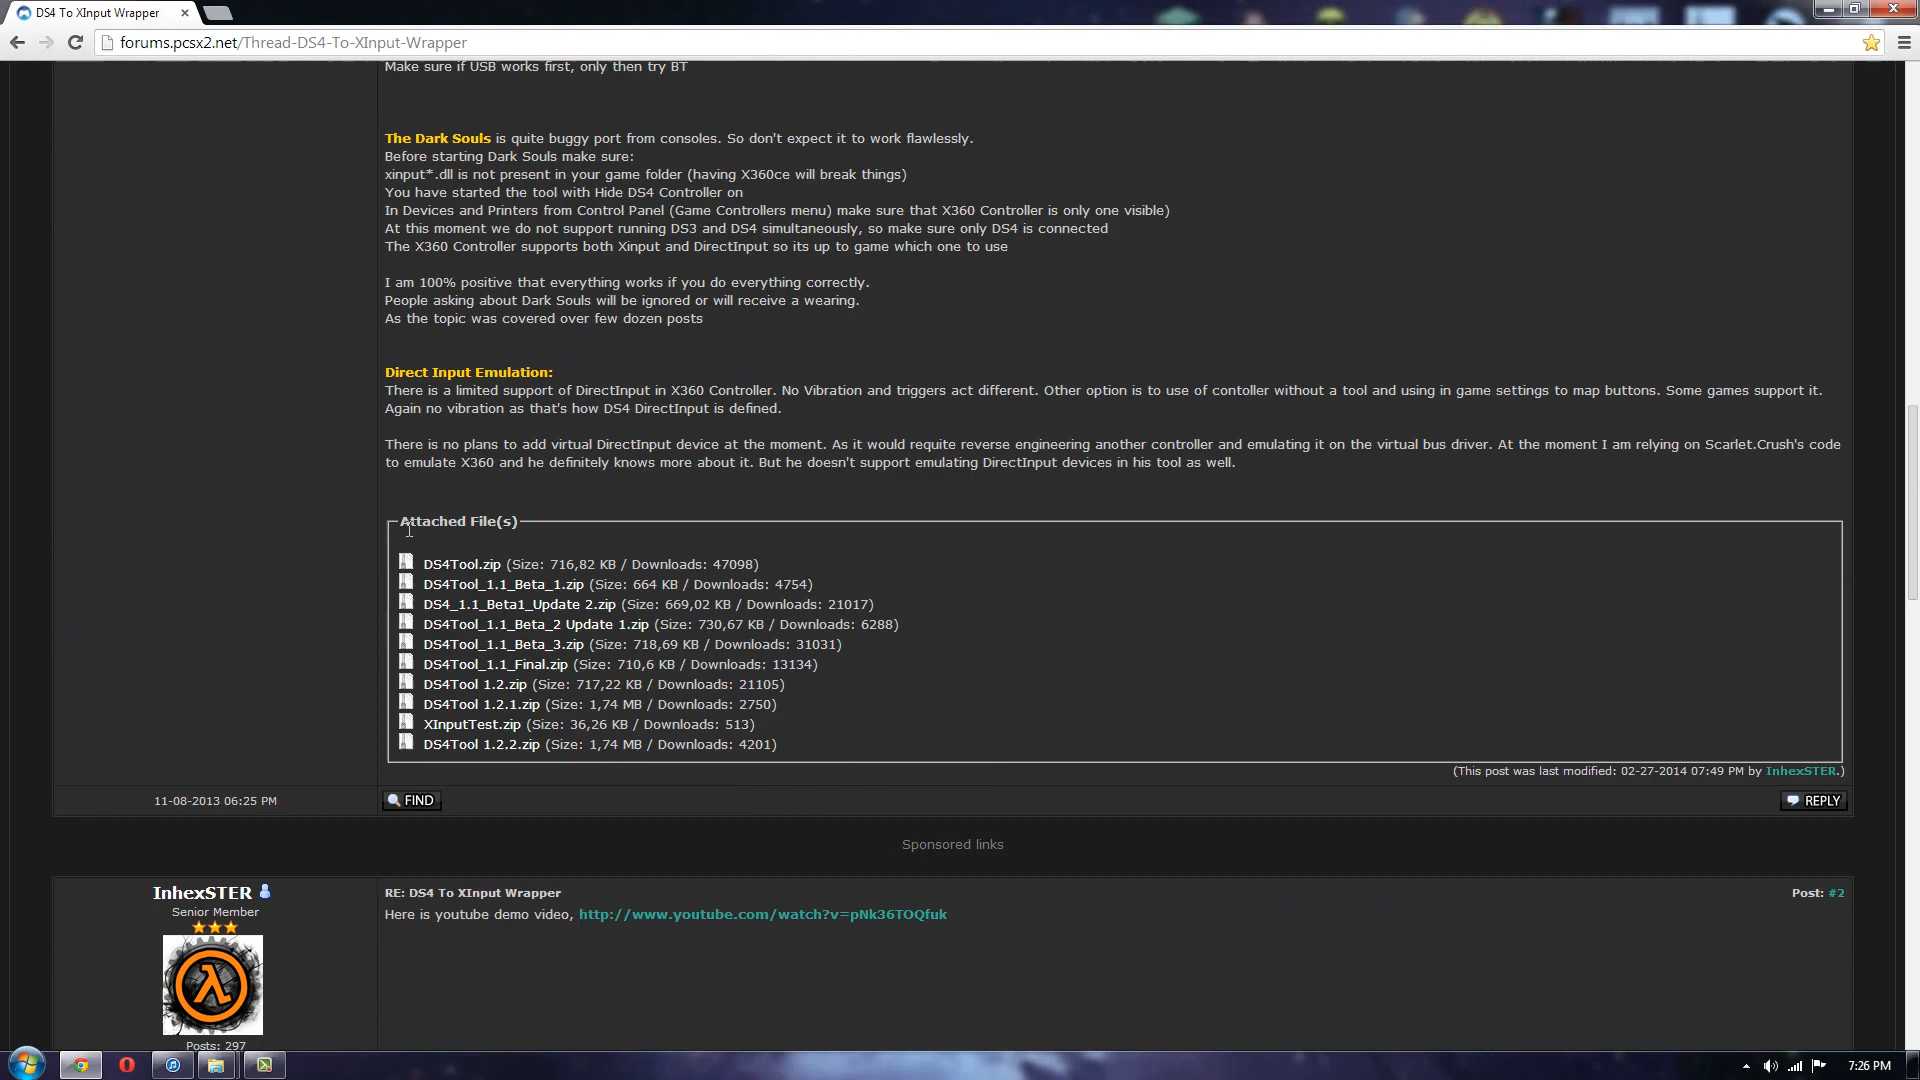 DS4 To XInput Wrapper
forums.pcsx2.net/Thread-DS4-To-XInput-Wrapper
Make sure if USB works first, only then try BT
The Dark Souls is quite buggy port from consoles. So don't expect it to work flawlessly.
Before starting Dark Souls make sure:
xinput*.dll is not present in your game folder (having X360ce will break things)
You have started the tool with Hide DS4 Controller on
In Devices and Printers from Control Panel (Game Controllers menu) make sure that X360 Controller is only one visible)
At this moment we do not support running DS3 and DS4 simultaneously, so make sure only DS4 is connected
The X360 Controller supports both Xinput and DirectInput so its up to game which one to use
I am 100% positive that everything works if you do everything correctly.
People asking about Dark Souls will be ignored or will receive a wearing.
As the topic was covered over few dozen posts
Direct Input Emulation:
There is a limited support of DirectInput in X360 Controller. No Vibration and triggers act different. Other option is to use of contoller without a tool and using in game settings to map buttons. Some games support it.
Again no vibration as that's how DS4 DirectInput is defined.
There is no plans to add virtual DirectInput device at the moment. As it would requite reverse engineering another controller and emulating it on the virtual bus driver. At the moment I am relying on Scarlet.Crush's code
to emulate X360 and he definitely knows more about it. But he doesn't support emulating DirectInput devices in his tool as well.
Attached File(s)
DS4Tool.zip (Size: 716,82 KB / Downloads: 47098)
DS4Tool_1.1_Beta_1.zip (Size: 664 KB / Downloads: 4754)
DS4_1.1_Beta1_Update 2.zip (Size: 669,02 KB / Downloads: 21017)
DS4Tool_1.1_Beta_2 Update 1.zip (Size: 730,67 KB / Downloads: 6288)
DS4Tool_1.1_Beta_3.zip (Size: 718,69 KB / Downloads: 31031)
DS4Tool_1.1_Final.zip (Size: 710,6 KB / Downloads: 13134)
DS4Tool 1.2.zip (Size: 717,22 KB / Downloads: 21105)
DS4Tool 1.2.1.zip (Size: 1,74 MB / Downloads: 2750)
XInputTest.zip (Size: 36,26 KB / Downloads: 513)
DS4Tool 1.2.2.zip (Size: 1,74 MB / Downloads: 4201)
(This post was last modified: 02-27-2014 07:49 PM by InhexSTER.)
11-08-2013 06:25 PM
FIND
REPLY
Sponsored links
InhexSTER
Senior Member
Posts: 297
RE: DS4 To XInput Wrapper
Post: #2
Here is youtube demo video, http://www.youtube.com/watch?v=pNk36TOQfuk
7:26 PM